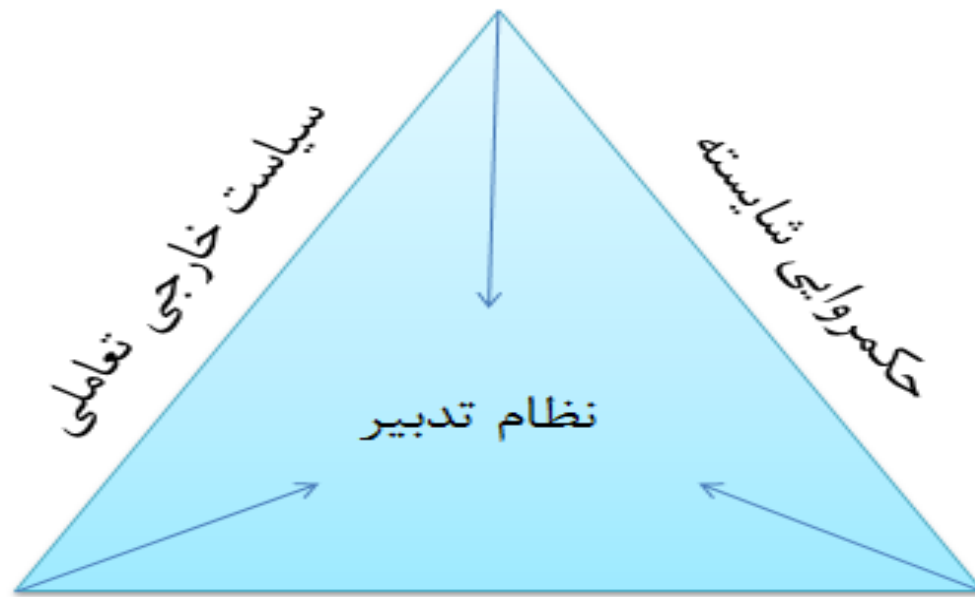 سیاست خارجی تعاملی
حکمروایی شایسته
نظام تدبیر